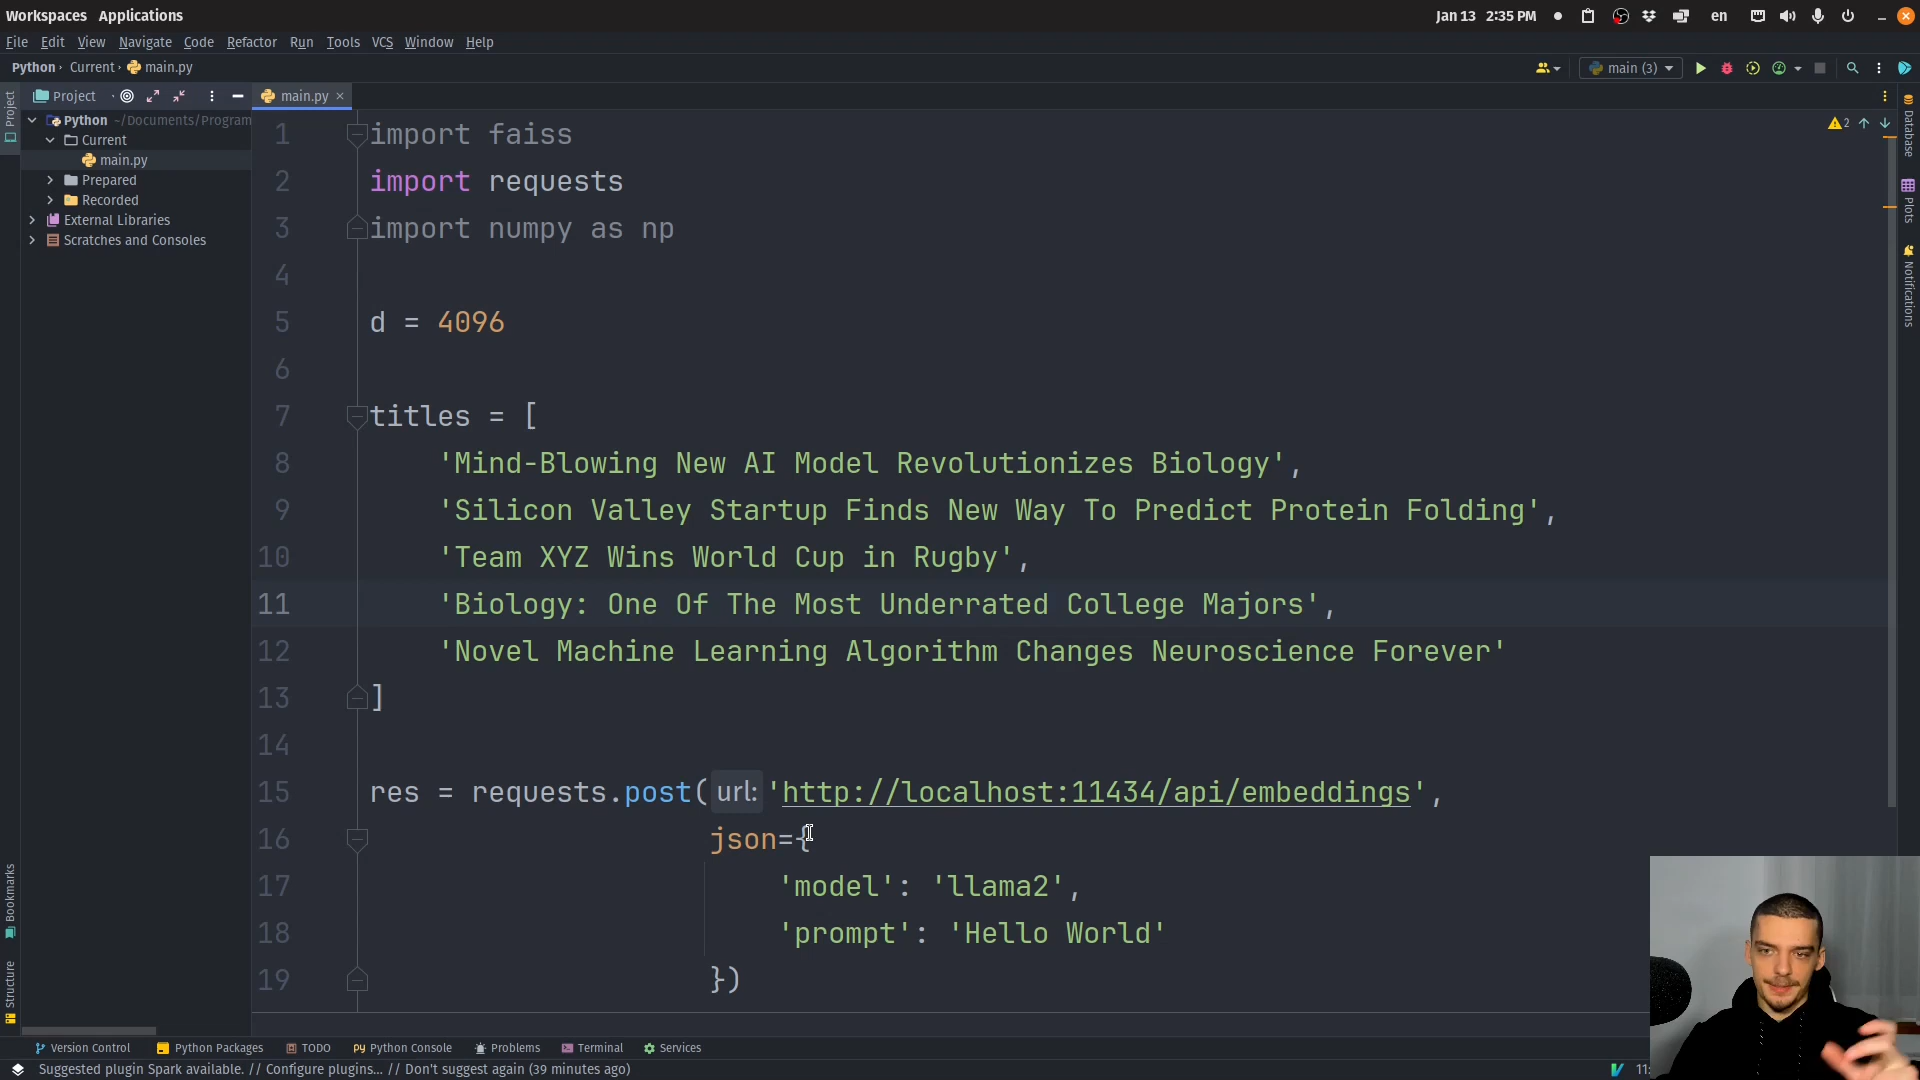 Workspaces Applications
Jan 13 2:35 PM
en
File Edit View Navigate Code Refactor Run Tools VCS Window Help
Python Current main.py
main (3)
Project
main.py
2
Python ~/Documents/Program
Current
main.py
Prepared
Recorded
External Libraries
Scratches and Consoles
Project
Bookmarks
Structure
Database
Plots
Notifications
1 import faiss
2 import requests
3 import numpy as np
4
5 d = 4096
6
7 titles = [
8 'Mind-Blowing New AI Model Revolutionizes Biology',
9 'Silicon Valley Startup Finds New Way To Predict Protein Folding',
10 'Team XYZ Wins World Cup in Rugby',
11 'Biology: One Of The Most Underrated College Majors',
12 'Novel Machine Learning Algorithm Changes Neuroscience Forever'
13 ]
14
15 res = requests.post( url: 'http://localhost:11434/api/embeddings',
16 json={
17 'model': 'llama2',
18 'prompt': 'Hello World'
19 })
Version Control Python Packages TODO Python Console Problems Terminal Services
Suggested plugin Spark available. // Configure plugins... // Don't suggest again (39 minutes ago)